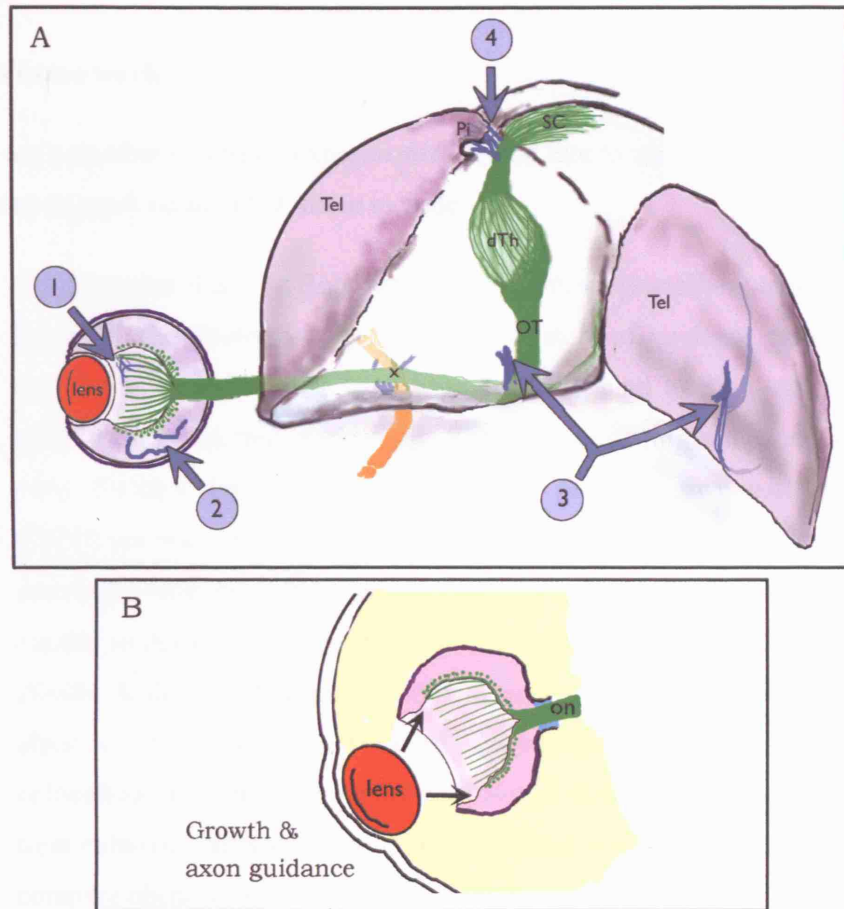 A
4
Pi
SC
Tel
dTh
1
Tel
OT
lens
x
2
3
B
on
lens
Growth &
axon guidance